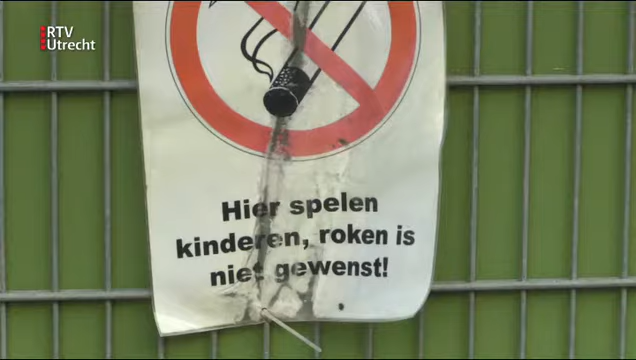 RTV
Utrecht
Hier spelen
kinderen, roken is
niet gewenst!